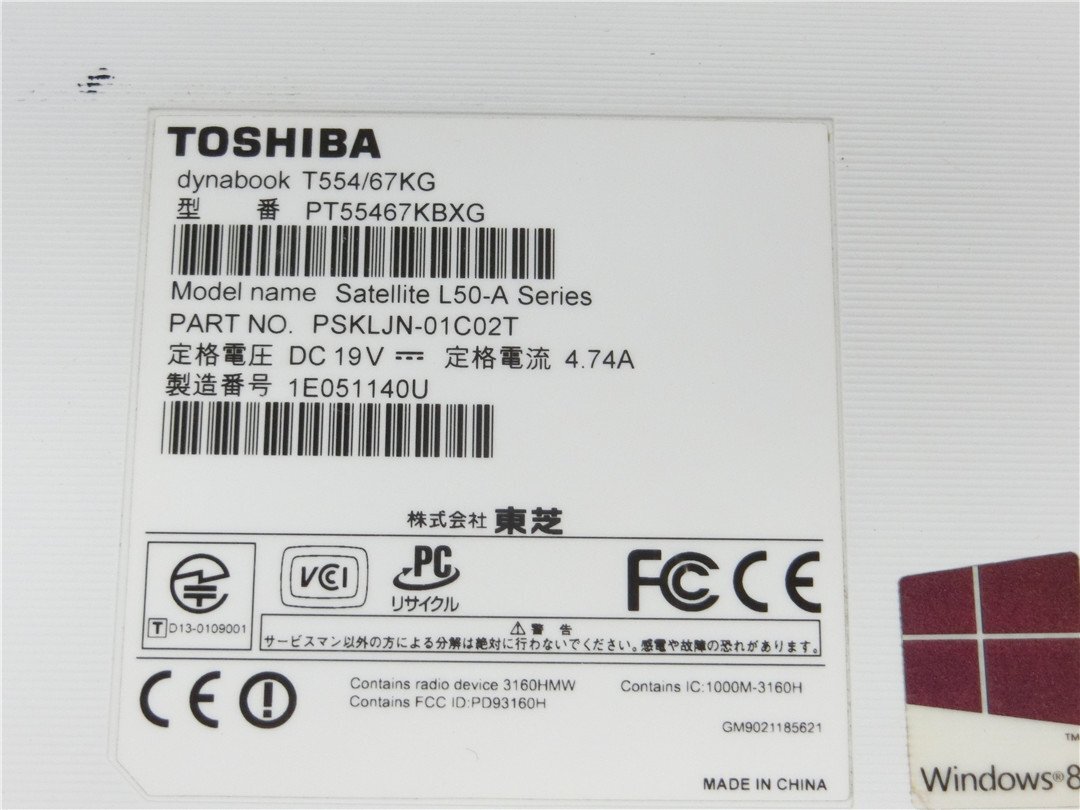 TOSHIBA
dynabook T554/67KG
型 番 PT55467KBXG
Model name Satellite L50-A Series
PART NO. PSKLJN-01C02T
定格電圧 DC 19V 定格電流 4.74A
製造番号 1E051140U
株式会社 東芝
VCCI
PC
リサイクル
FC CE
T D13-0109001
⚠ 警 告
サービスマン以外の方による分解は絶対に行わないでください。感電や故障の恐れがあります。
CE
Contains radio device 3160HMW
Contains IC:1000M-3160H
Contains FCC ID:PD93160H
GM9021185621
MADE IN CHINA
TM
Windows®8